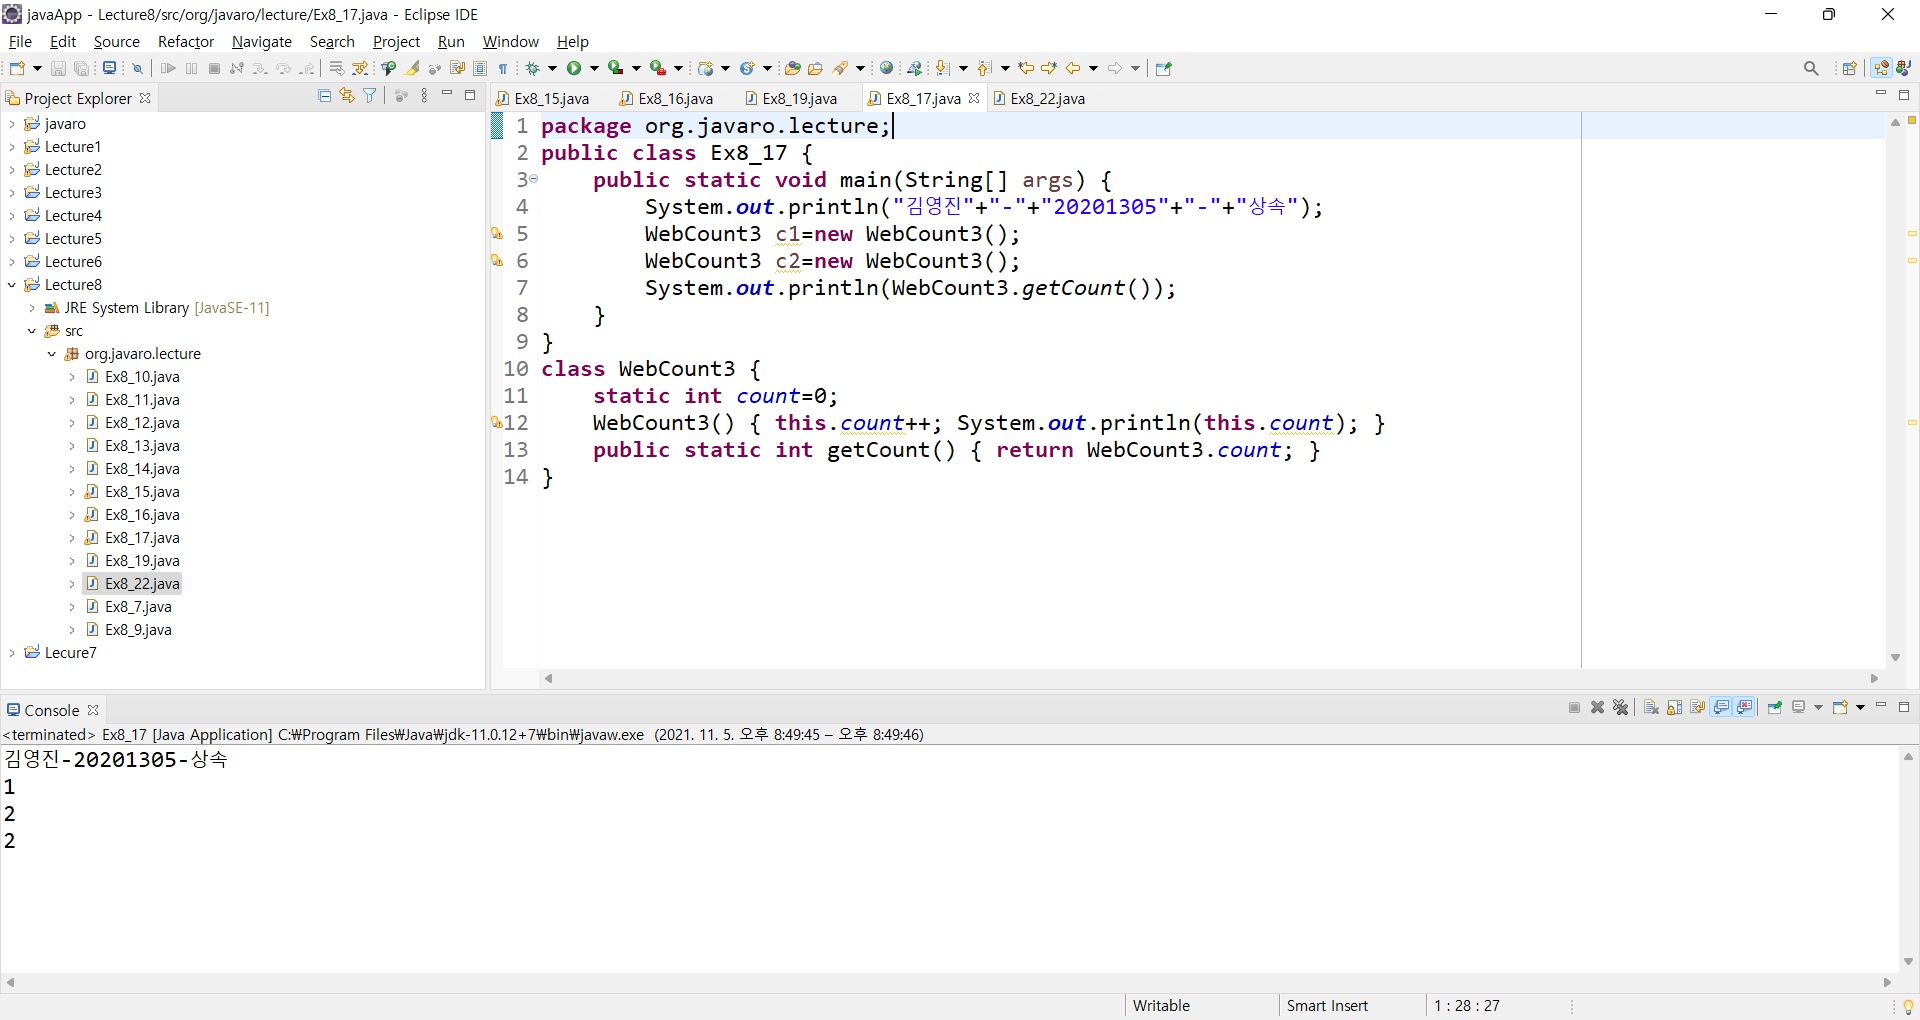 javaApp - Lecture8/src/org/javaro/lecture/Ex8_17.java - Eclipse IDE
File Edit Source Refactor Navigate Search Project Run Window Help
Project Explorer
javaro
Lecture1
Lecture2
Lecture3
Lecture4
Lecture5
Lecture6
Lecture8
JRE System Library [JavaSE-11]
src
org.javaro.lecture
Ex8_10.java
Ex8_11.java
Ex8_12.java
Ex8_13.java
Ex8_14.java
Ex8_15.java
Ex8_16.java
Ex8_17.java
Ex8_19.java
Ex8_22.java
Ex8_7.java
Ex8_9.java
Lecure7
Ex8_15.java Ex8_16.java Ex8_19.java Ex8_17.java Ex8_22.java
1 package org.javaro.lecture;
2 public class Ex8_17 {
3 public static void main(String[] args) {
4 System.out.println("김영진"+"-"+"20201305"+"-"+"상속");
5 WebCount3 c1=new WebCount3();
6 WebCount3 c2=new WebCount3();
7 System.out.println(WebCount3.getCount());
8 }
9 }
10 class WebCount3 {
11 static int count=0;
12 WebCount3() { this.count++; System.out.println(this.count); }
13 public static int getCount() { return WebCount3.count; }
14 }
Console
<terminated> Ex8_17 [Java Application] C:₩Program Files₩Java₩jdk-11.0.12+7₩bin₩javaw.exe (2021. 11. 5. 오후 8:49:45 – 오후 8:49:46)
김영진-20201305-상속
1
2
2
Writable Smart Insert 1 : 28 : 27